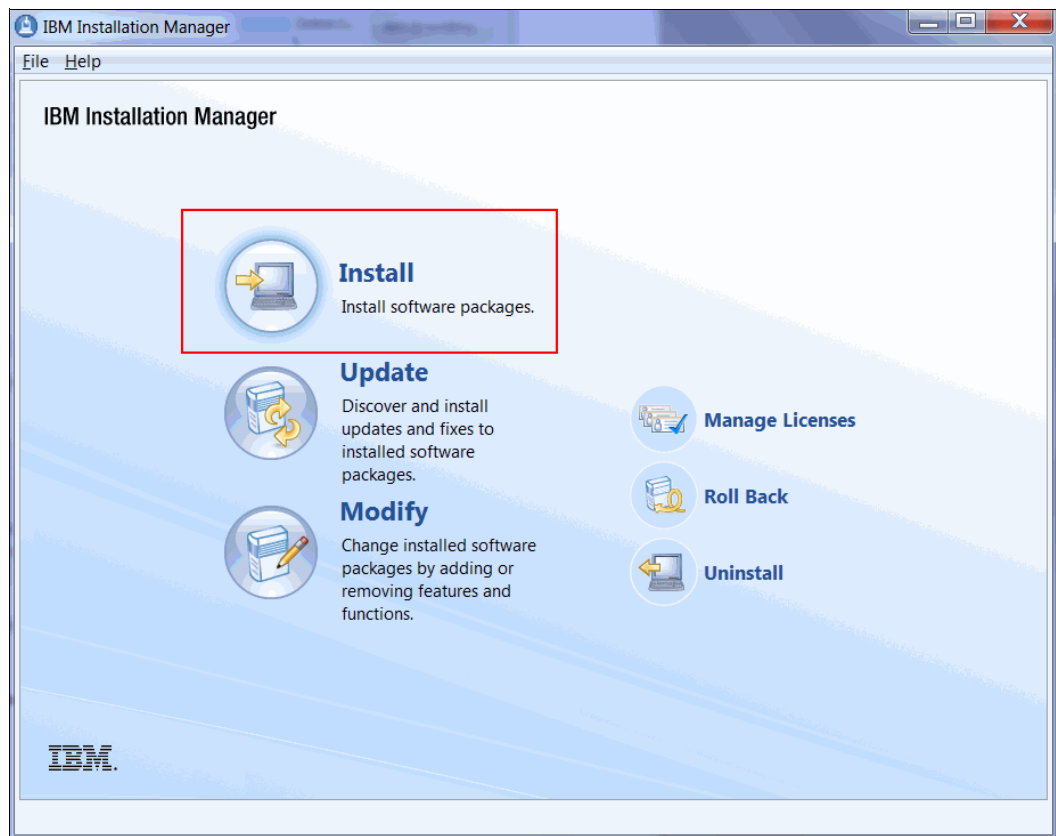 IBM Installation Manager
File Help
IBM Installation Manager
Install
Install software packages.
Update
Discover and install
updates and fixes to
installed software
packages.
Modify
Change installed software
packages by adding or
removing features and
functions.
Manage Licenses
Roll Back
Uninstall
IBM.